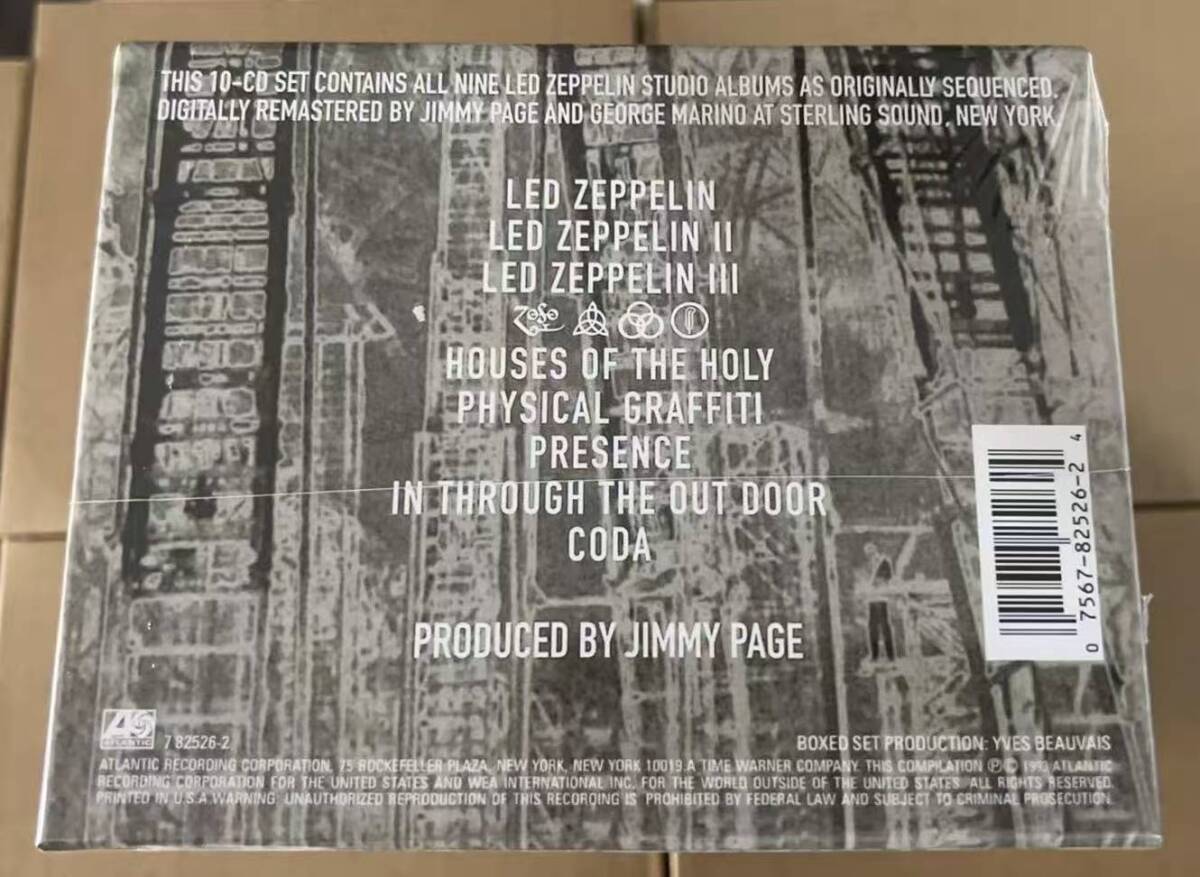 THIS 10-CD SET CONTAINS ALL NINE LED ZEPPELIN STUDIO ALBUMS AS ORIGINALLY SEQUENCED.
DIGITALLY REMASTERED BY JIMMY PAGE AND GEORGE MARINO AT STERLING SOUND, NEW YORK.
LED ZEPPELIN
LED ZEPPELIN II
LED ZEPPELIN III
HOUSES OF THE HOLY
PHYSICAL GRAFFITI
PRESENCE
IN THROUGH THE OUT DOOR
CODA
0 7567-82526-2 4
PRODUCED BY JIMMY PAGE
ATLANTIC
7 82526-2
BOXED SET PRODUCTION: YVES BEAUVAIS
ATLANTIC RECORDING CORPORATION, 75 ROCKEFELLER PLAZA, NEW YORK, NEW YORK 10019.A TIME WARNER COMPANY. THIS COMPILATION ℗ © 1993 ATLANTIC
RECORDING CORPORATION FOR THE UNITED STATES AND WEA INTERNATIONAL INC. FOR THE WORLD OUTSIDE OF THE UNITED STATES. ALL RIGHTS RESERVED.
PRINTED IN U.S.A WARNING: UNAUTHORIZED REPRODUCTION OF THIS RECORDING IS PROHIBITED BY FEDERAL LAW AND SUBJECT TO CRIMINAL PROSECUTION.